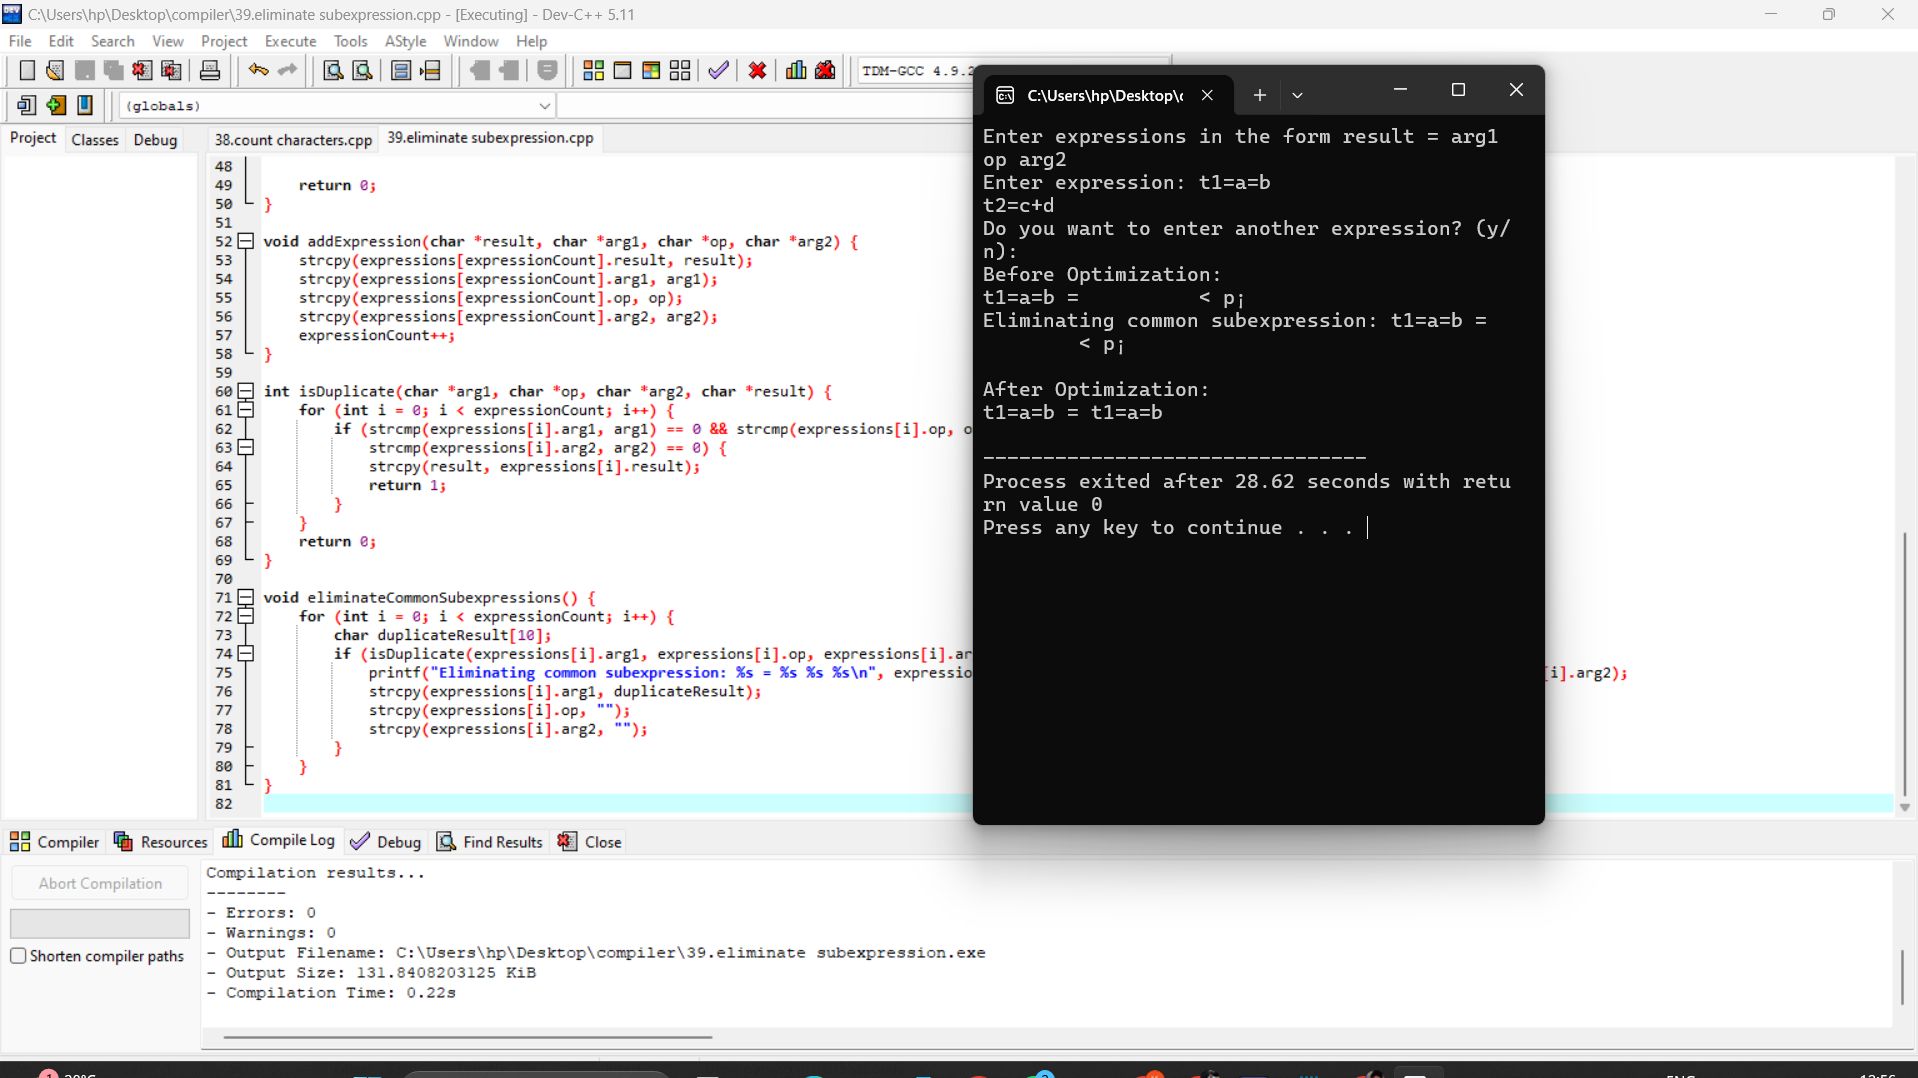 C:\Users\hp\Desktop\compiler\39.eliminate subexpression.cpp - [Executing] - Dev-C++ 5.11
File Edit Search View Project Execute Tools AStyle Window Help
TDM-GCC 4.9.2
(globals)
Project Classes Debug
38.count characters.cpp 39.eliminate subexpression.cpp
48
49 return 0;
50 }
51
52 void addExpression(char *result, char *arg1, char *op, char *arg2) {
53 strcpy(expressions[expressionCount].result, result);
54 strcpy(expressions[expressionCount].arg1, arg1);
55 strcpy(expressions[expressionCount].op, op);
56 strcpy(expressions[expressionCount].arg2, arg2);
57 expressionCount++;
58 }
59
60 int isDuplicate(char *arg1, char *op, char *arg2, char *result) {
61 for (int i = 0; i < expressionCount; i++) {
62 if (strcmp(expressions[i].arg1, arg1) == 0 && strcmp(expressions[i].op, o
63 strcmp(expressions[i].arg2, arg2) == 0) {
64 strcpy(result, expressions[i].result);
65 return 1;
66 }
67 }
68 return 0;
69 }
70
71 void eliminateCommonSubexpressions() {
72 for (int i = 0; i < expressionCount; i++) {
73 char duplicateResult[10];
74 if (isDuplicate(expressions[i].arg1, expressions[i].op, expressions[i].ar
75 printf("Eliminating common subexpression: %s = %s %s %s\n", expressio [i].arg2);
76 strcpy(expressions[i].arg1, duplicateResult);
77 strcpy(expressions[i].op, "");
78 strcpy(expressions[i].arg2, "");
79 }
80 }
81 }
82
C:\Users\hp\Desktop\c
Enter expressions in the form result = arg1
op arg2
Enter expression: t1=a=b
t2=c+d
Do you want to enter another expression? (y/
n):
Before Optimization:
t1=a=b = < p¡
Eliminating common subexpression: t1=a=b =
< p¡
After Optimization:
t1=a=b = t1=a=b
--------------------------------
Process exited after 28.62 seconds with retu
rn value 0
Press any key to continue . . .
Compiler Resources Compile Log Debug Find Results Close
Abort Compilation
Shorten compiler paths
Compilation results...
--------
- Errors: 0
- Warnings: 0
- Output Filename: C:\Users\hp\Desktop\compiler\39.eliminate subexpression.exe
- Output Size: 131.8408203125 KiB
- Compilation Time: 0.22s